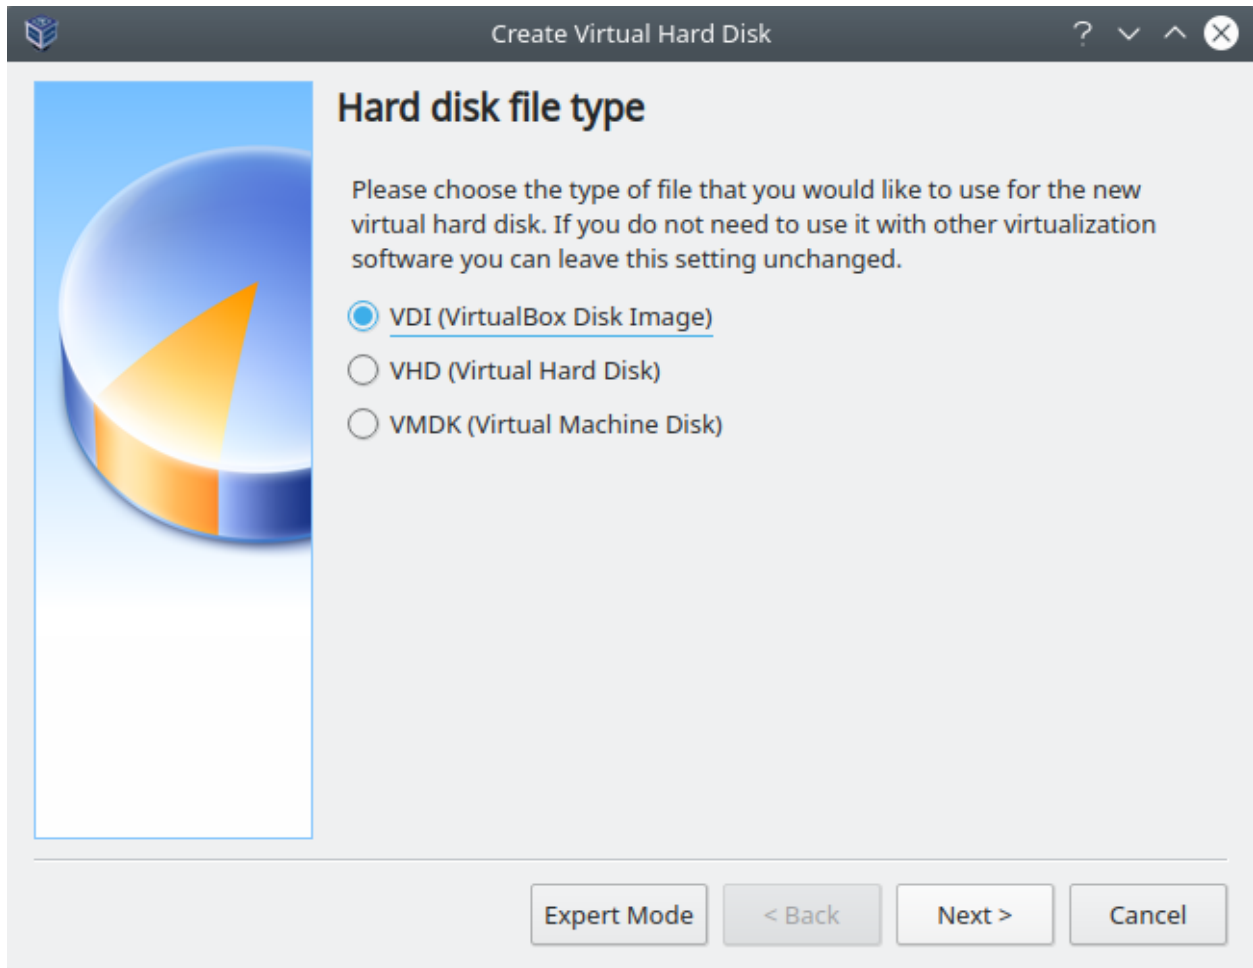 Create Virtual Hard Disk
Hard disk file type
Please choose the type of file that you would like to use for the new
virtual hard disk. If you do not need to use it with other virtualization
software you can leave this setting unchanged.
VDI (VirtualBox Disk Image)
VHD (Virtual Hard Disk)
VMDK (Virtual Machine Disk)
Expert Mode
< Back
Next >
Cancel